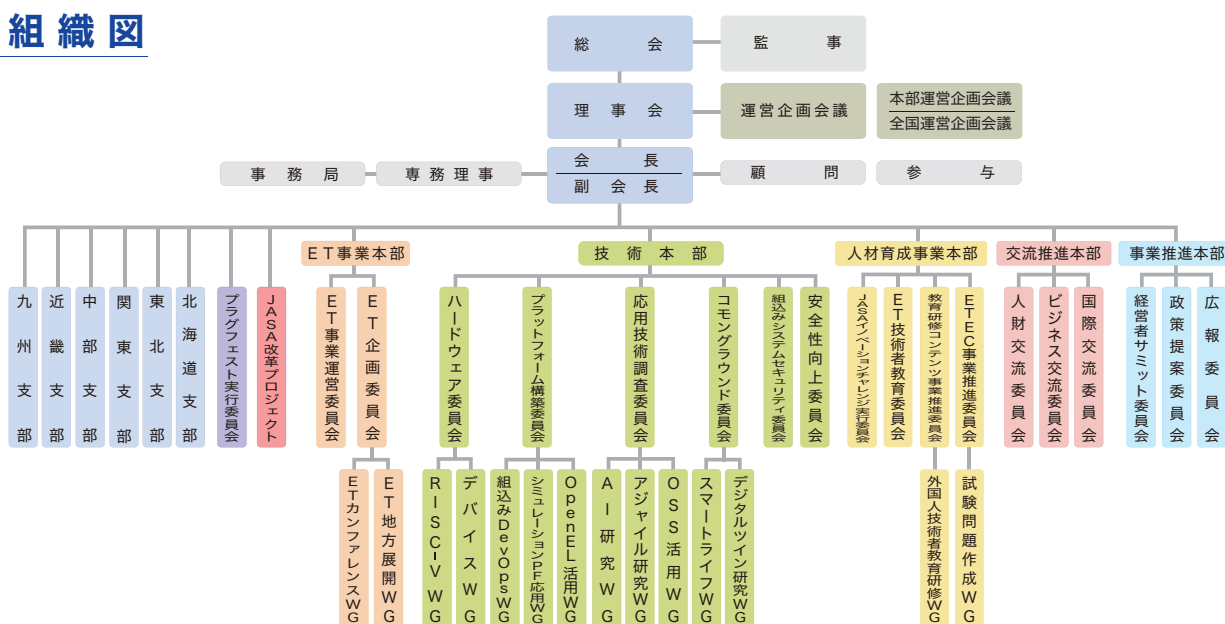 組織図
総会
監事
理事会
運営企画会議
本部運営企画会議
全国運営企画会議
事務局
専務理事
会長
副会長
顧問
参与
ET事業本部
技術本部
人材育成事業本部
交流推進本部
事業推進本部
九州支部
近畿支部
中部支部
関東支部
東北支部
北海道支部
プラグフェスト実行委員会
JASA改革プロジェクト
ET事業運営委員会
ET企画委員会
ハードウェア委員会
プラットフォーム構築委員会
応用技術調査委員会
コモングラウンド委員会
組込みシステムセキュリティ委員会
安全性向上委員会
JASAイノベーションチャレンジ実行委員会
ET技術者教育委員会
教育研修コンテンツ事業推進委員会
ETEC事業推進委員会
人財交流委員会
ビジネス交流委員会
国際交流委員会
経営者サミット委員会
政策提案委員会
広報委員会
ETカンファレンスWG
ET地方展開WG
RISC-V WG
デバイスWG
組込みDevOpsWG
シミュレーションPF応用WG
OpenEL活用WG
AI研究WG
アジャイル研究WG
OSS活用WG
スマートライフWG
デジタルツイン研究WG
外国人技術者教育研修WG
試験問題作成WG